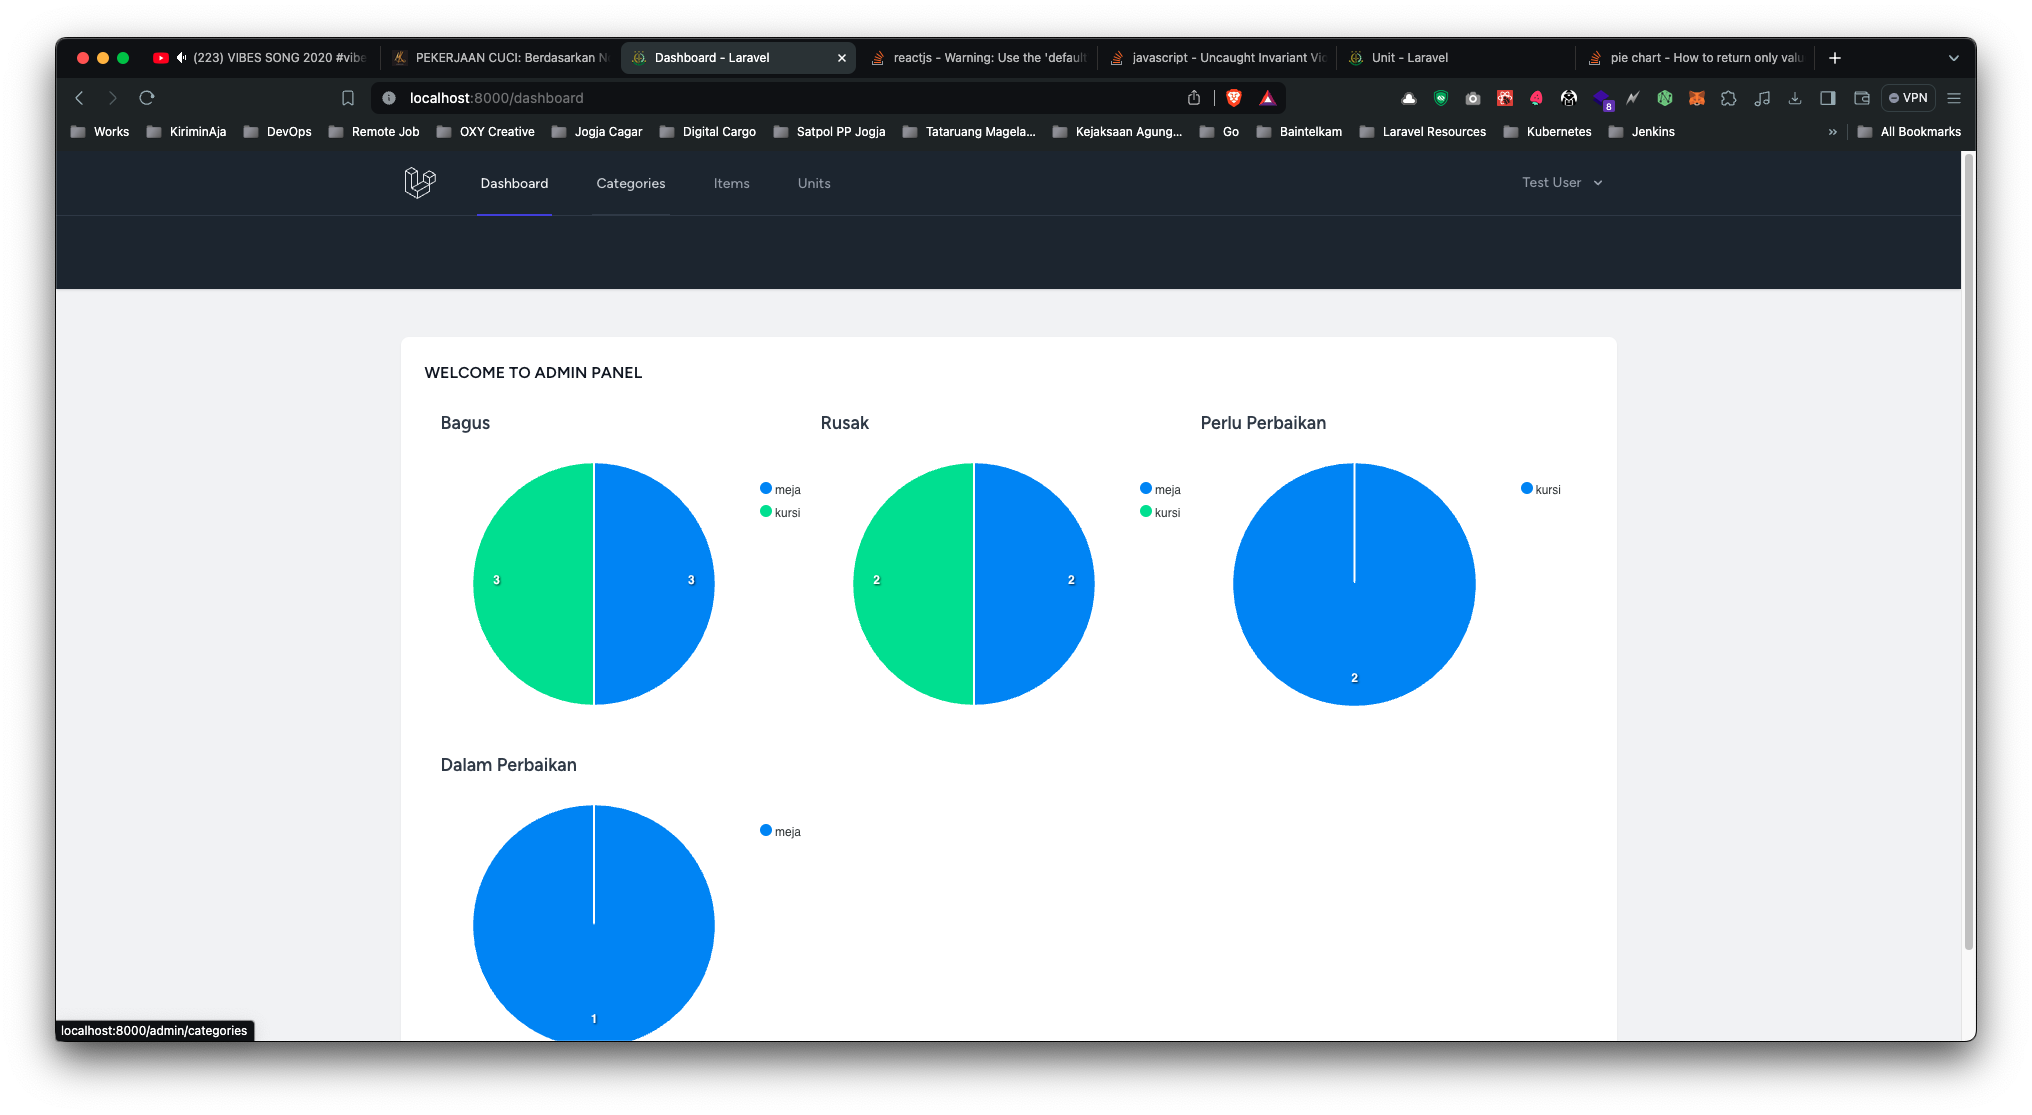 (223) VIBES SONG 2020 #vibe PEKERJAAN CUCI: Berdasarkan N Dashboard - Laravel reactjs - Warning: Use the 'default javascript - Uncaught Invariant Vio Unit - Laravel pie chart - How to return only valu
localhost:8000/dashboard 8 VPN
Works KiriminAja DevOps Remote Job OXY Creative Jogja Cagar Digital Cargo Satpol PP Jogja Tataruang Magela... Kejaksaan Agung... Go Baintelkam Laravel Resources Kubernetes Jenkins » All Bookmarks
Dashboard Categories Items Units Test User
WELCOME TO ADMIN PANEL
Bagus Rusak Perlu Perbaikan
meja meja kursi
kursi kursi
3 3 2 2
2
Dalam Perbaikan
meja
1
localhost:8000/admin/categories